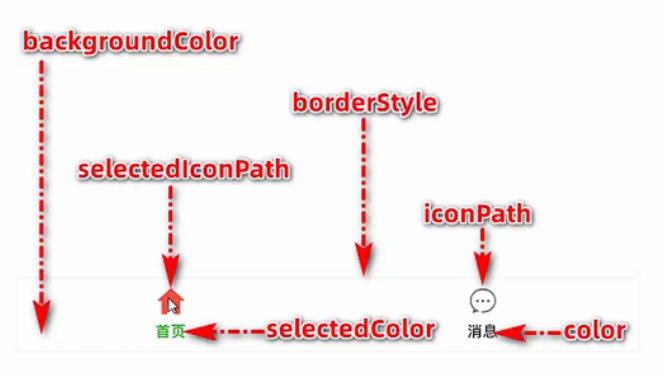 backgroundColor
borderStyle
selectedIconPath
iconPath
首页
selectedColor
消息
color